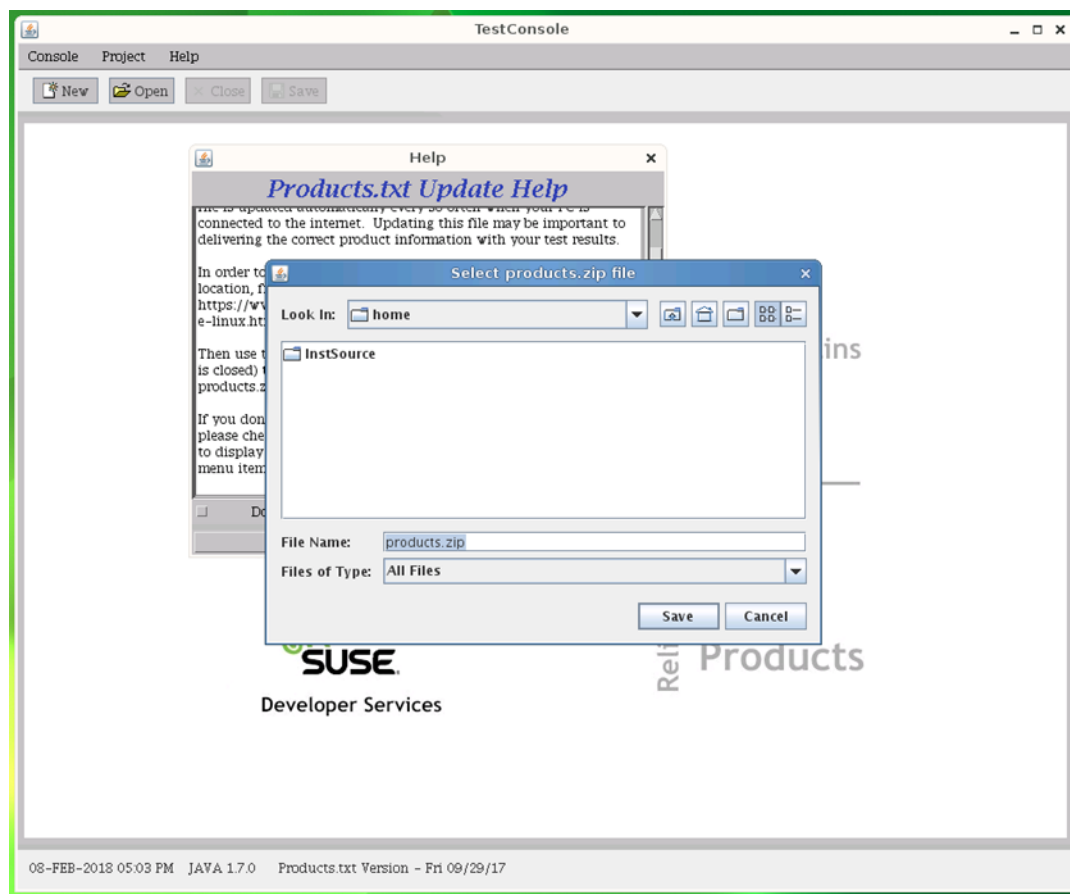 TestConsole
Console Project Help
New Open Close Save
Help
Products.txt Update Help
connected to the internet. Updating this file may be important to
delivering the correct product information with your test results.
In order to
location, f
https://w
e-linux.ht
Then use t
is closed) t
products.z
If you don
please che
to display
menu item
Do
Select products.zip file
Look In: home
InstSource
File Name: products.zip
Files of Type: All Files
Save Cancel
ins
SUSE
Developer Services
Reli
Products
08-FEB-2018 05:03 PM JAVA 1.7.0 Products.txt Version - Fri 09/29/17